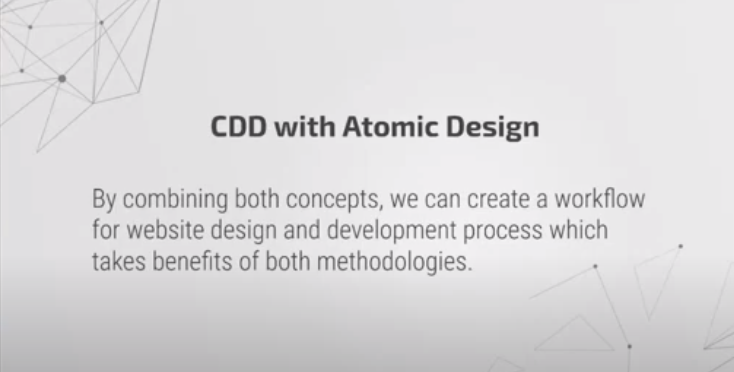 CDD with Atomic Design
By combining both concepts, we can create a workflow
for website design and development process which
takes benefits of both methodologies.